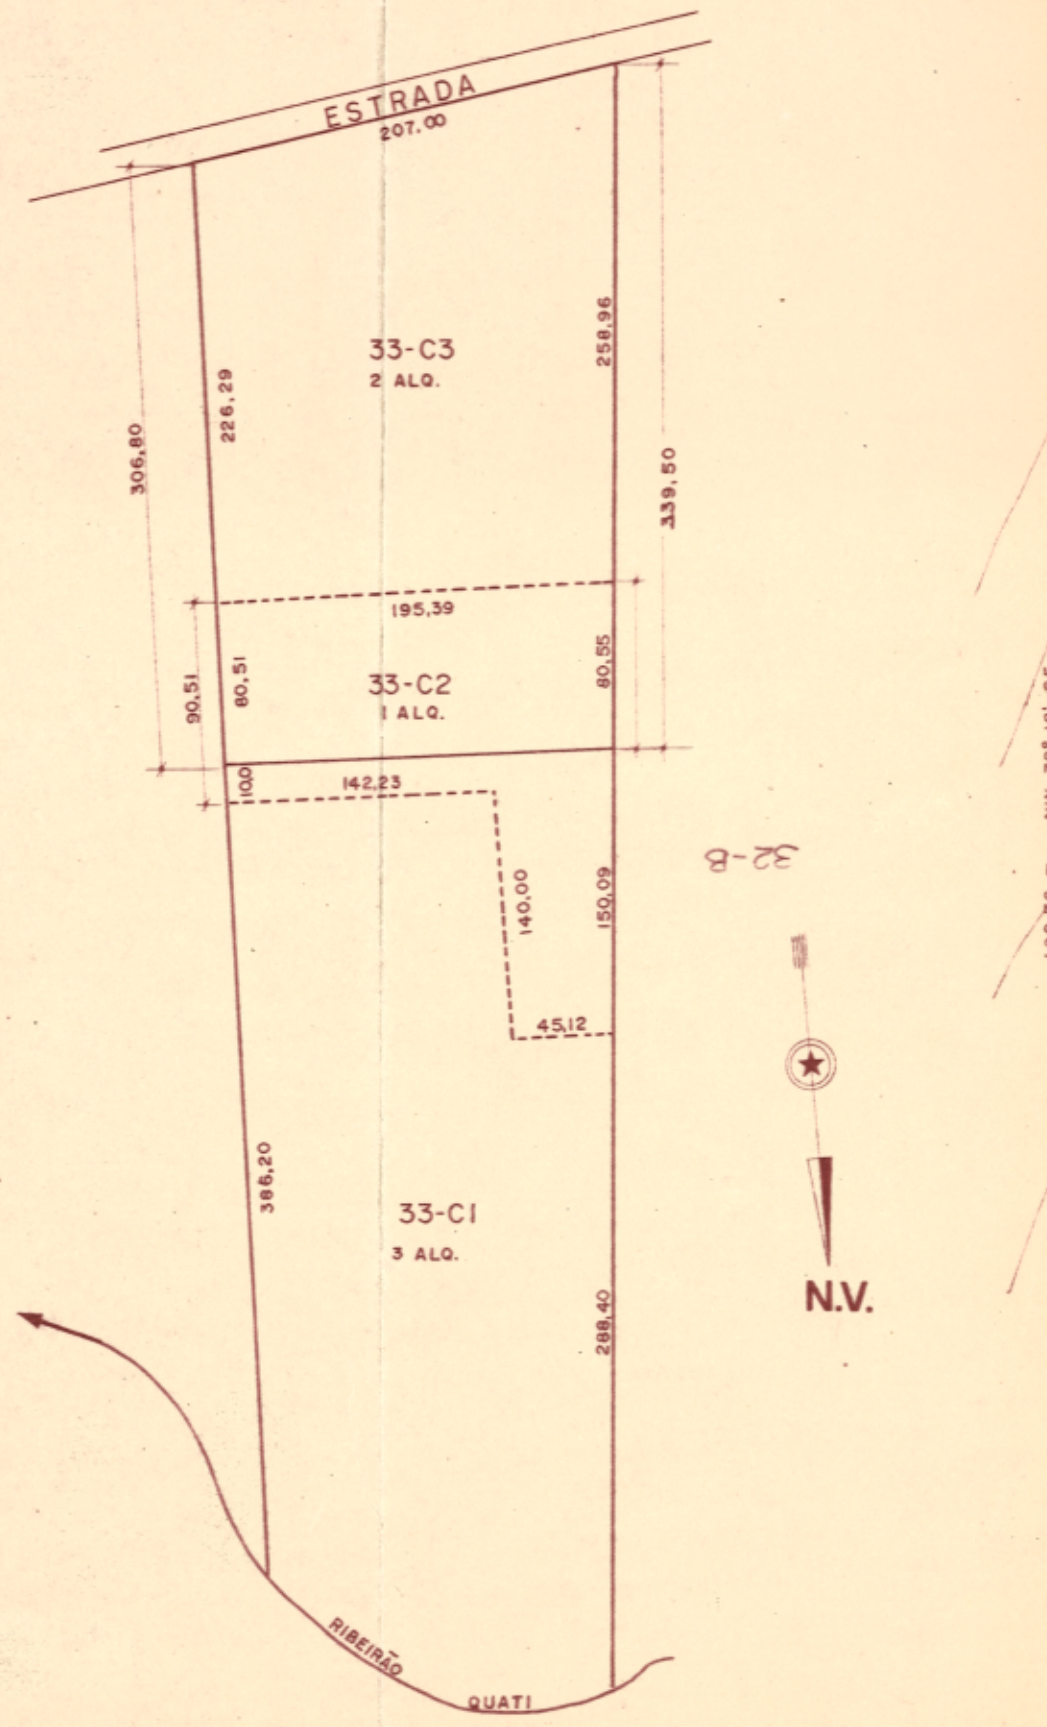 ESTRADA
207.00
258,96
33-C3
2 ALQ.
226,29
306,80
339,50
195,39
80,55
80,51
90,51
33-C2
1 ALQ.
10,0
142,23
32-B
140,00
150,09
45,12
386,20
33-C1
3 ALQ.
N.V.
288,40
RIBEIRÃO
QUATI